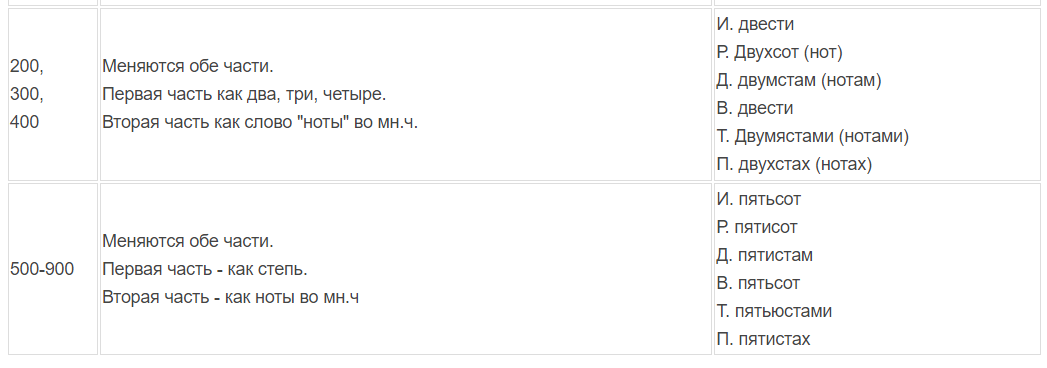 200,
300,
400
Меняются обе части.
Первая часть как два, три, четыре.
Вторая часть как слово "ноты" во мн.ч.
И. двести
Р. Двухсот (нот)
Д. двумстам (нотам)
В. двести
Т. Двумястами (нотами)
П. двухстах (нотах)
500-900
Меняются обе части.
Первая часть - как степь.
Вторая часть - как ноты во мн.ч
И. пятьсот
Р. пятисот
Д. пятистам
В. пятьсот
Т. пятьюстами
П. пятистах